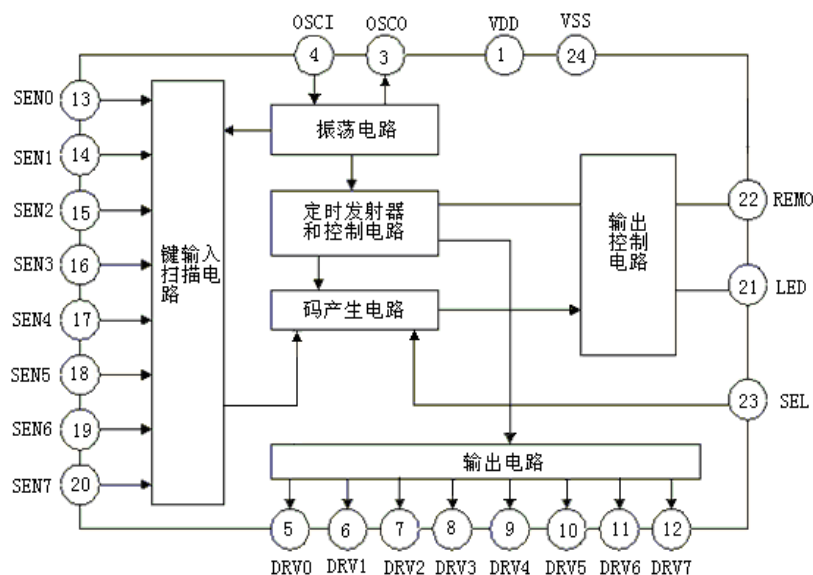 OSCI
OSCO
VDD
VSS
4
3
1
24
SEN0
13
振荡电路
SEN1
14
SEN2
15
定时发射器
和控制电路
22
REMO
SEN3
16
键输入
扫描电
路
输出
控制
电路
21
LED
SEN4
17
码产生电路
SEN5
18
23
SEL
SEN6
19
SEN7
20
输出电路
5
6
7
8
9
10
11
12
DRV0
DRV1
DRV2
DRV3
DRV4
DRV5
DRV6
DRV7